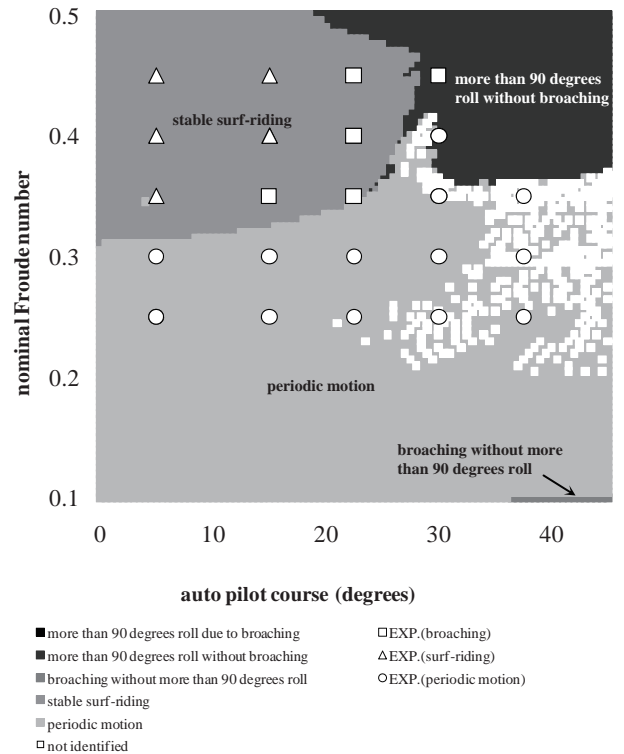 0.5
0.4
0.3
0.2
0.1
nominal Froude number
more than 90 degrees
roll without broaching
stable surf-riding
periodic motion
broaching without more
than 90 degrees roll
0 10 20 30 40
auto pilot course (degrees)
more than 90 degrees roll due to broaching
more than 90 degrees roll without broaching
broaching without more than 90 degrees roll
stable surf-riding
periodic motion
not identified
EXP.(broaching)
EXP.(surf-riding)
EXP.(periodic motion)